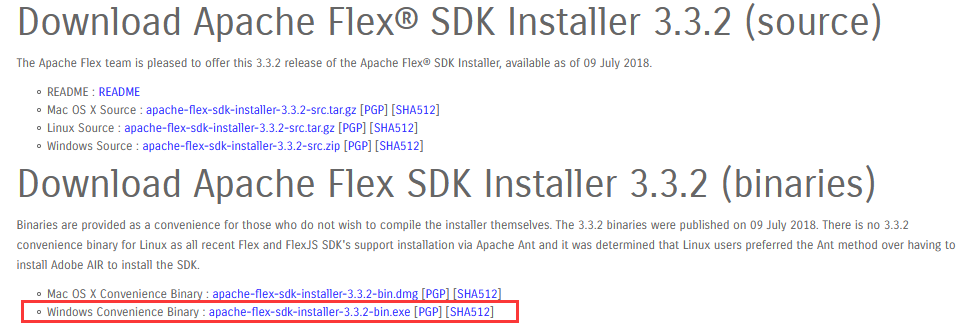 Download Apache Flex® SDK Installer 3.3.2 (source)
The Apache Flex team is pleased to offer this 3.3.2 release of the Apache Flex® SDK Installer, available as of 09 July 2018.
README : README
Mac OS X Source : apache-flex-sdk-installer-3.3.2-src.tar.gz [PGP] [SHA512]
Linux Source : apache-flex-sdk-installer-3.3.2-src.tar.gz [PGP] [SHA512]
Windows Source : apache-flex-sdk-installer-3.3.2-src.zip [PGP] [SHA512]
Download Apache Flex SDK Installer 3.3.2 (binaries)
Binaries are provided as a convenience for those who do not wish to compile the installer themselves. The 3.3.2 binaries were published on 09 July 2018. There is no 3.3.2
convenience binary for Linux as all recent Flex and FlexJS SDK's support installation via Apache Ant and it was determined that Linux users preferred the Ant method over having to
install Adobe AIR to install the SDK.
Mac OS X Convenience Binary : apache-flex-sdk-installer-3.3.2-bin.dmg [PGP] [SHA512]
Windows Convenience Binary : apache-flex-sdk-installer-3.3.2-bin.exe [PGP] [SHA512]